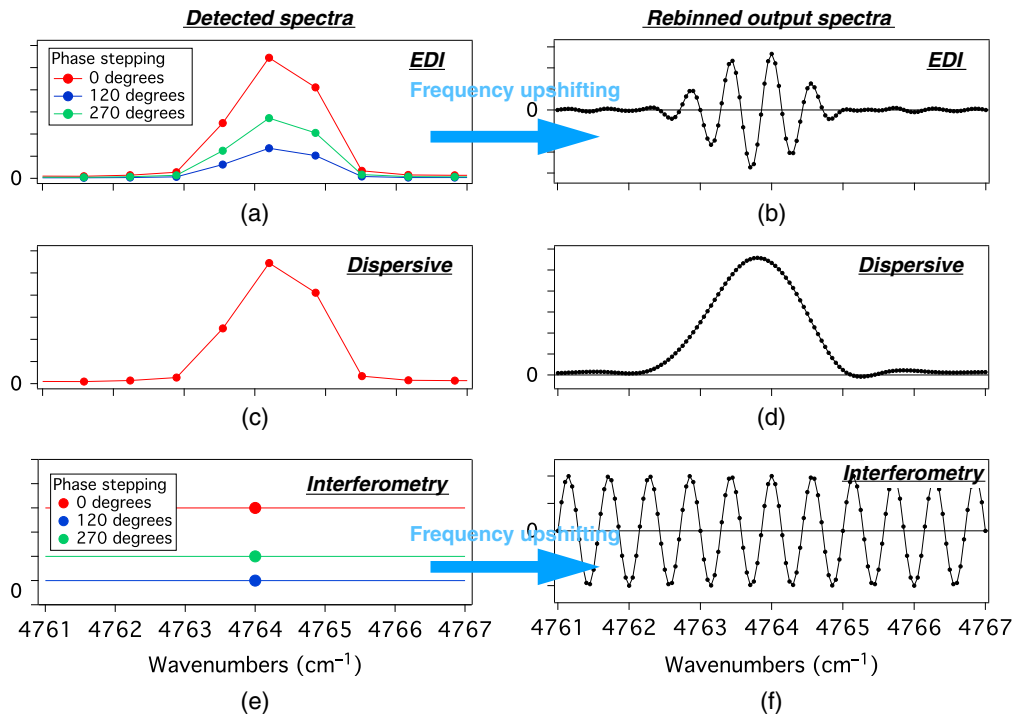 Detected spectra
Rebinned output spectra
Phase stepping
0 degrees
120 degrees
270 degrees
EDI
0
(a)
Frequency upshifting
EDI
0
(b)
Dispersive
0
(c)
Dispersive
0
(d)
Phase stepping
0 degrees
120 degrees
270 degrees
Interferometry
0
4761 4762 4763 4764 4765 4766 4767
Wavenumbers (cm⁻¹)
(e)
Frequency upshifting
Interferometry
0
4761 4762 4763 4764 4765 4766 4767
Wavenumbers (cm⁻¹)
(f)